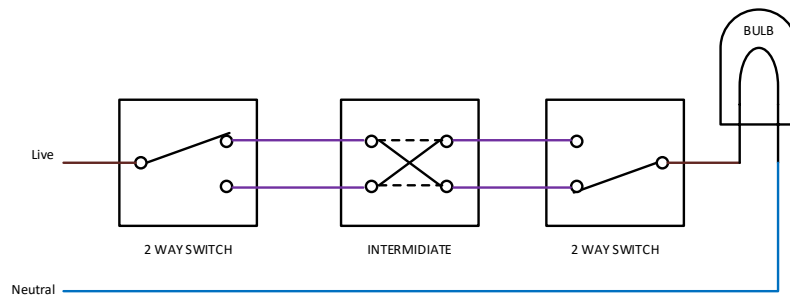 BULB
Live
2 WAY SWITCH
INTERMIDIATE
2 WAY SWITCH
Neutral